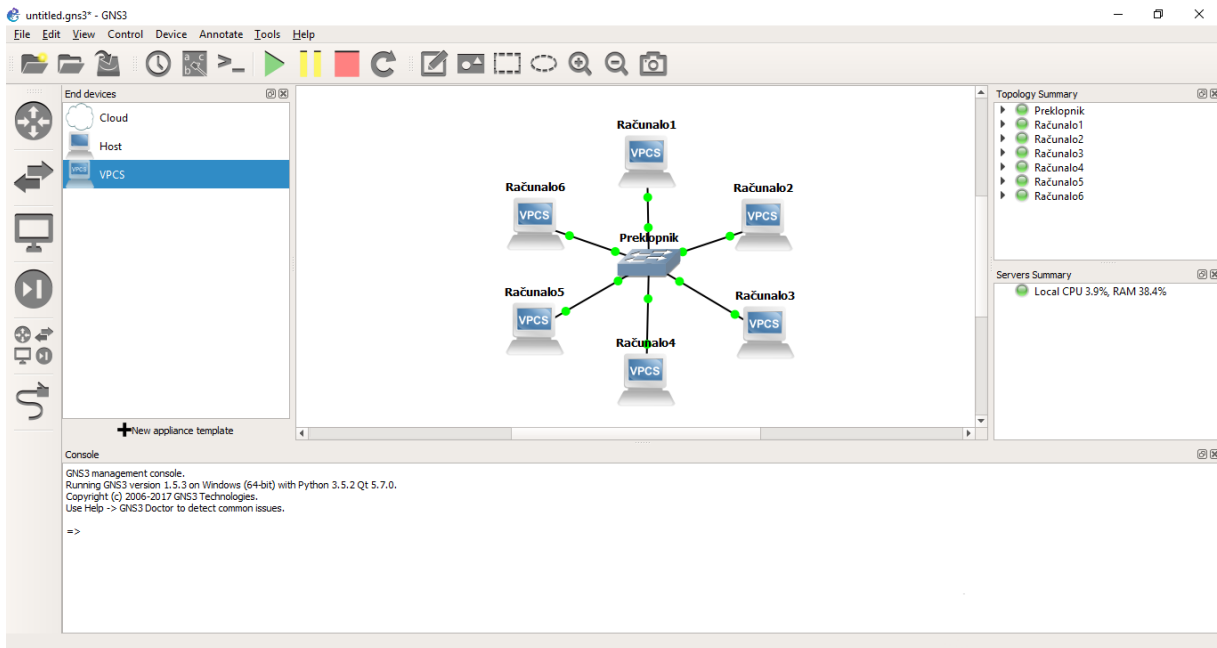 untitled.gns3* - GNS3
File Edit View Control Device Annotate Tools Help
End devices
Cloud
Host
VPCS
VPCS
New appliance template
Računalo1
VPCS
Računalo6
VPCS
Računalo2
VPCS
Preklopnik
Računalo5
VPCS
Računalo3
VPCS
Računalo4
VPCS
Topology Summary
Preklopnik
Računalo1
Računalo2
Računalo3
Računalo4
Računalo5
Računalo6
Servers Summary
Local CPU 3.9%, RAM 38.4%
Console
GNS3 management console.
Running GNS3 version 1.5.3 on Windows (64-bit) with Python 3.5.2 Qt 5.7.0.
Copyright (c) 2006-2017 GNS3 Technologies.
Use Help -> GNS3 Doctor to detect common issues.
=>